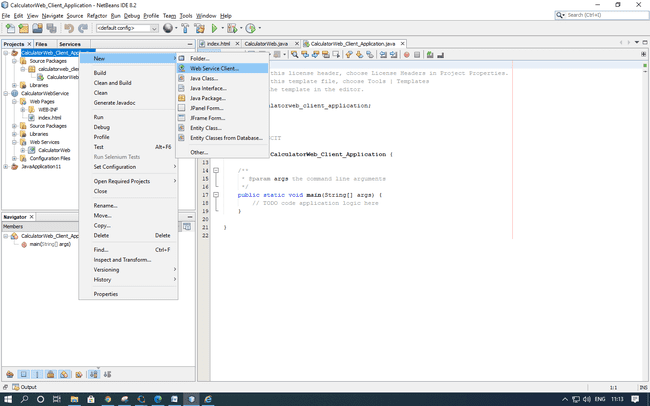 CalculatorWeb_Client_Application - NetBeans IDE 8.2
File Edit View Navigate Source Refactor Run Debug Profile Team Tools Window Help
Search (Ctrl+I)
<default config>
Projects Files Services
index.html CalculatorWeb.java CalculatorWeb_Client_Application.java
CalculatorWeb_Client_Appl
Source Packages
calculatorweb_clie
CalculatorWeb
Libraries
CalculatorWebService
Web Pages
WEB-INF
index.html
Source Packages
Libraries
Web Services
CalculatorWeb
Configuration Files
JavaApplication11
New
Build
Clean and Build
Clean
Generate Javadoc
Run
Debug
Profile
Test Alt+F6
Run Selenium Tests
Set Configuration
Open Required Projects
Close
Rename...
Move...
Copy...
Delete Delete
Find... Ctrl+F
Inspect and Transform...
Versioning
History
Properties
Folder...
Web Service Client...
Java Class...
Java Interface...
Java Package...
JPanel Form...
JFrame Form...
Entity Class...
Entity Classes from Database...
Other...
this license header, choose License Headers in Project Properties.
this template file, choose Tools | Templates
he template in the editor.
latorweb_client_application;
CIT
CalculatorWeb_Client_Application {
13
14 /**
15 * @param args the command line arguments
16 */
17 public static void main(String[] args) {
18 // TODO code application logic here
19 }
20
21 }
22
Navigator
Members
CalculatorWeb_Client_App
main(String[] args)
Output
1:1 INS
ENG 11:13